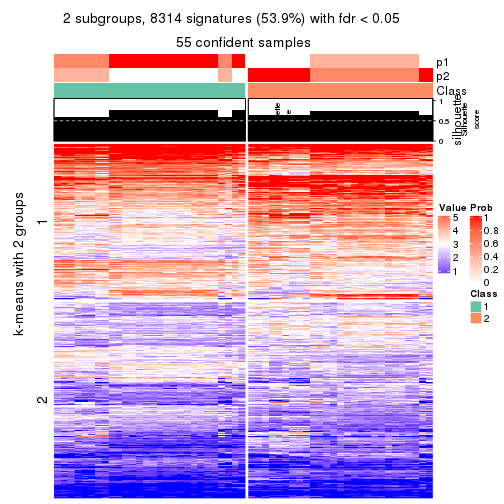 2 subgroups, 8314 signatures (53.9%) with fdr < 0.05
55 confident samples
p1
p2
Class
1
0.5
0
silhouette
Silhouette
score
k-means with 2 groups
1
2
Value
5
4
3
2
1
Prob
1
0.8
0.6
0.4
0.2
0
Class
1
2